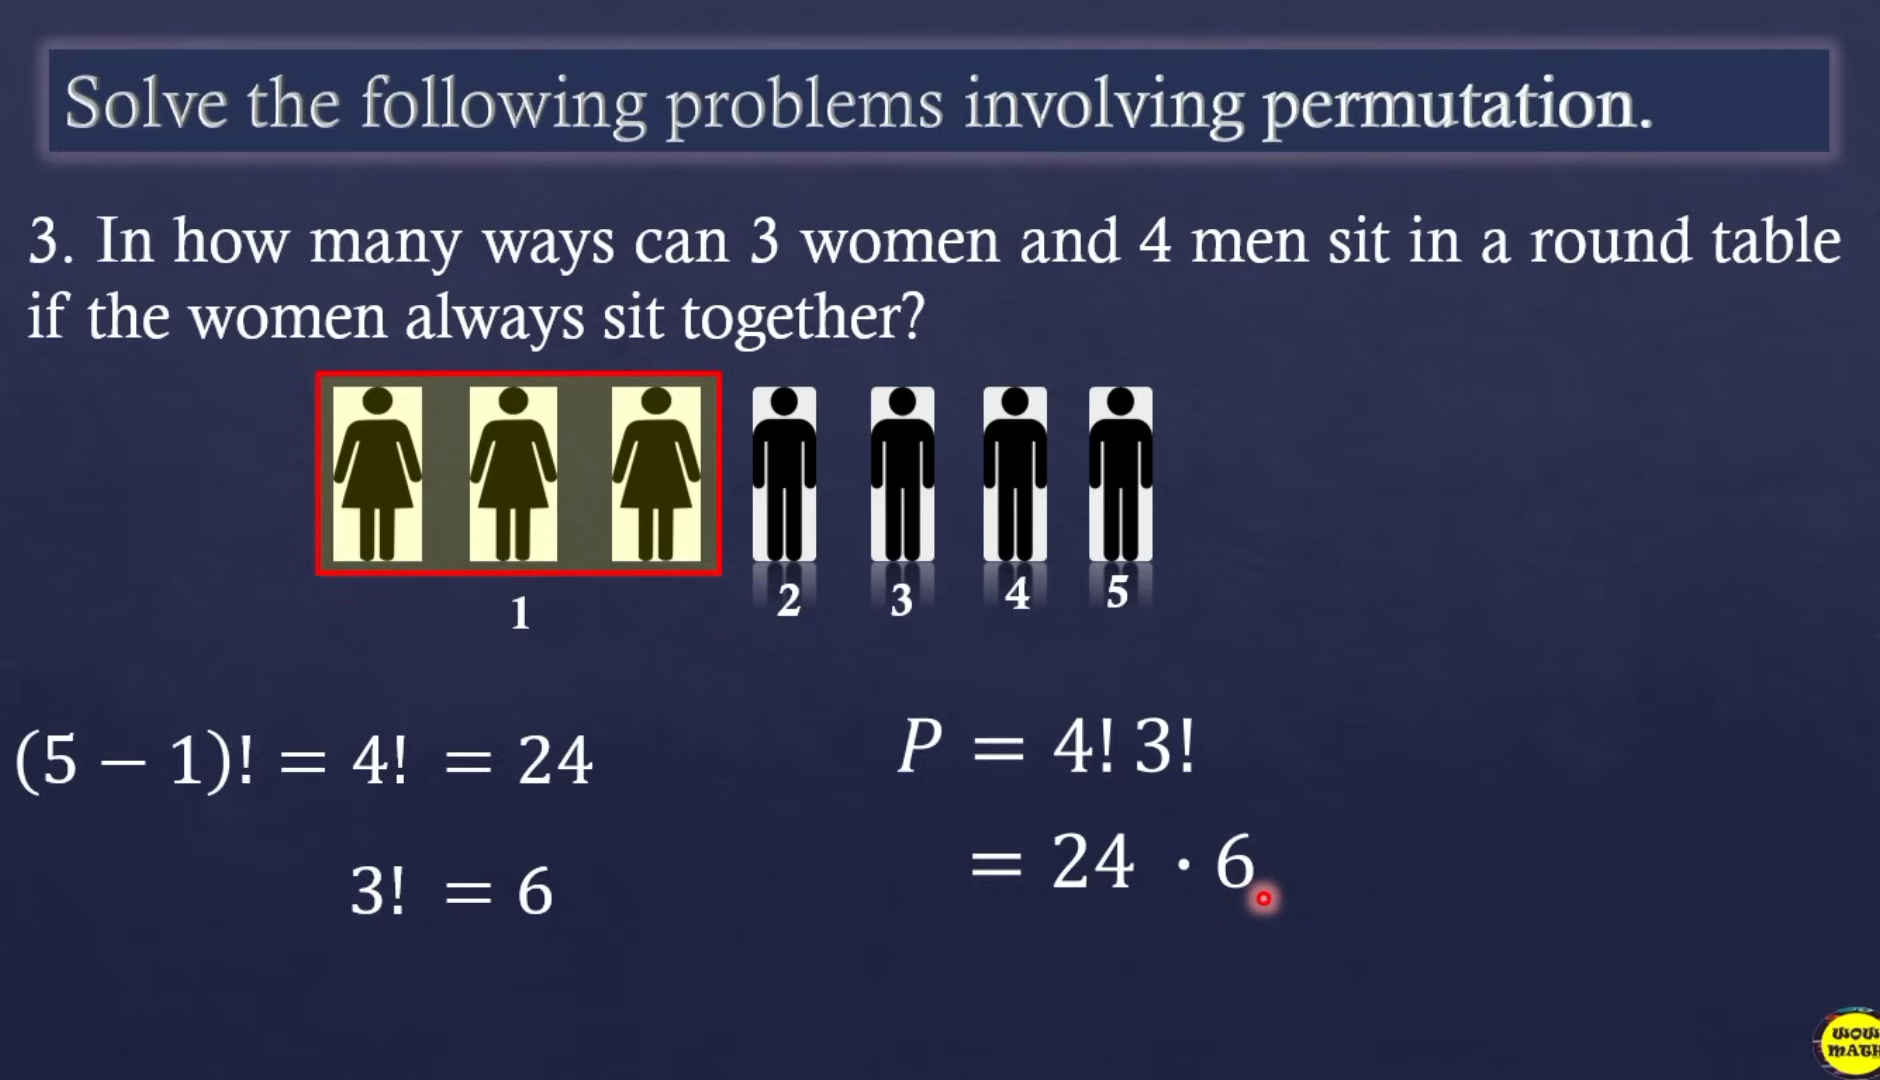 Solve the following problems involving permutation.
3. In how many ways can 3 women and 4 men sit in a round table
if the women always sit together?
1 2 3 4 5
(5 − 1)! = 4! = 24
3! = 6
P = 4! 3!
= 24 · 6
WOW
MATH